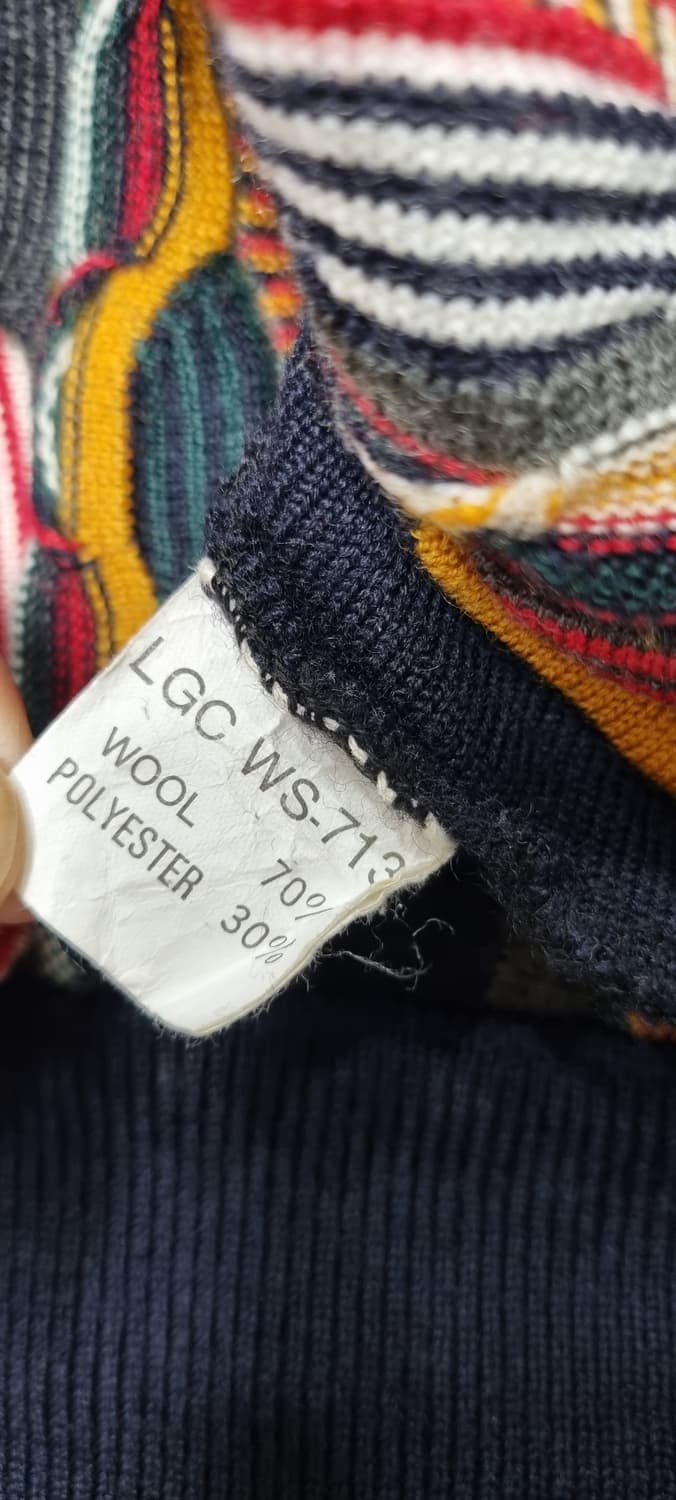 LGC WS-713
WOOL 70%
POLYESTER 30%